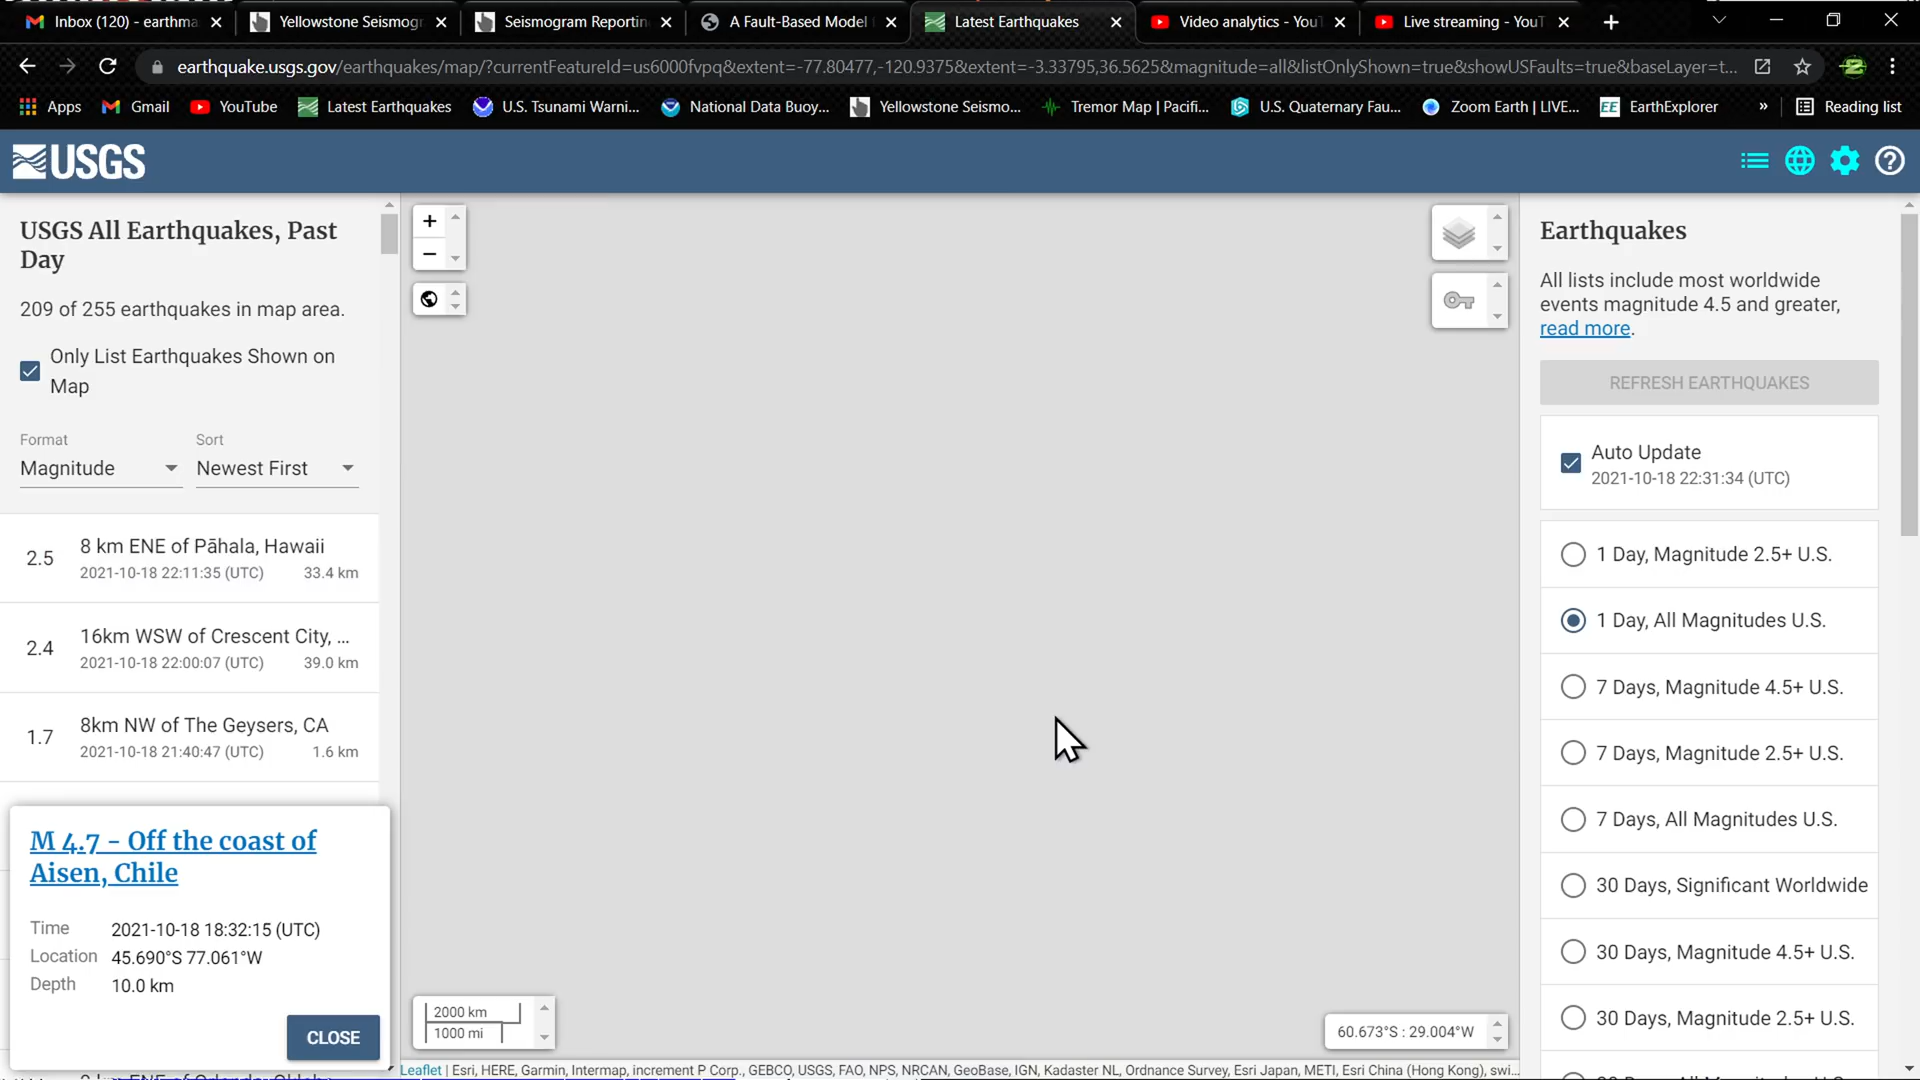 Inbox (120) - earthma
Yellowstone Seismogr
Seismogram Reportin
A Fault-Based Model
Latest Earthquakes
Video analytics - YouT
Live streaming - YouT
earthquake.usgs.gov/earthquakes/map/?currentFeatureId=us6000fvpq&extent=-77.80477,-120.9375&extent=-3.33795,36.5625&magnitude=all&listOnlyShown=true&showUSFaults=true&baseLayer=t...
Apps
Gmail
YouTube
Latest Earthquakes
U.S. Tsunami Warni...
National Data Buoy...
Yellowstone Seismo...
Tremor Map | Pacifi...
U.S. Quaternary Fau...
Zoom Earth | LIVE...
EE EarthExplorer
»
Reading list
USGS
USGS All Earthquakes, Past
Day
209 of 255 earthquakes in map area.
Only List Earthquakes Shown on
Map
Format
Sort
Magnitude
Newest First
2.5
8 km ENE of Pāhala, Hawaii
2021-10-18 22:11:35 (UTC) 33.4 km
2.4
16km WSW of Crescent City, ...
2021-10-18 22:00:07 (UTC) 39.0 km
1.7
8km NW of The Geysers, CA
2021-10-18 21:40:47 (UTC) 1.6 km
M 4.7 - Off the coast of
Aisen, Chile
Time 2021-10-18 18:32:15 (UTC)
Location 45.690°S 77.061°W
Depth 10.0 km
CLOSE
+
−
2000 km
1000 mi
60.673°S : 29.004°W
Leaflet | Esri, HERE, Garmin, Intermap, increment P Corp., GEBCO, USGS, FAO, NPS, NRCAN, GeoBase, IGN, Kadaster NL, Ordnance Survey, Esri Japan, METI, Esri China (Hong Kong), swi...
Earthquakes
All lists include most worldwide
events magnitude 4.5 and greater,
read more.
REFRESH EARTHQUAKES
Auto Update
2021-10-18 22:31:34 (UTC)
1 Day, Magnitude 2.5+ U.S.
1 Day, All Magnitudes U.S.
7 Days, Magnitude 4.5+ U.S.
7 Days, Magnitude 2.5+ U.S.
7 Days, All Magnitudes U.S.
30 Days, Significant Worldwide
30 Days, Magnitude 4.5+ U.S.
30 Days, Magnitude 2.5+ U.S.